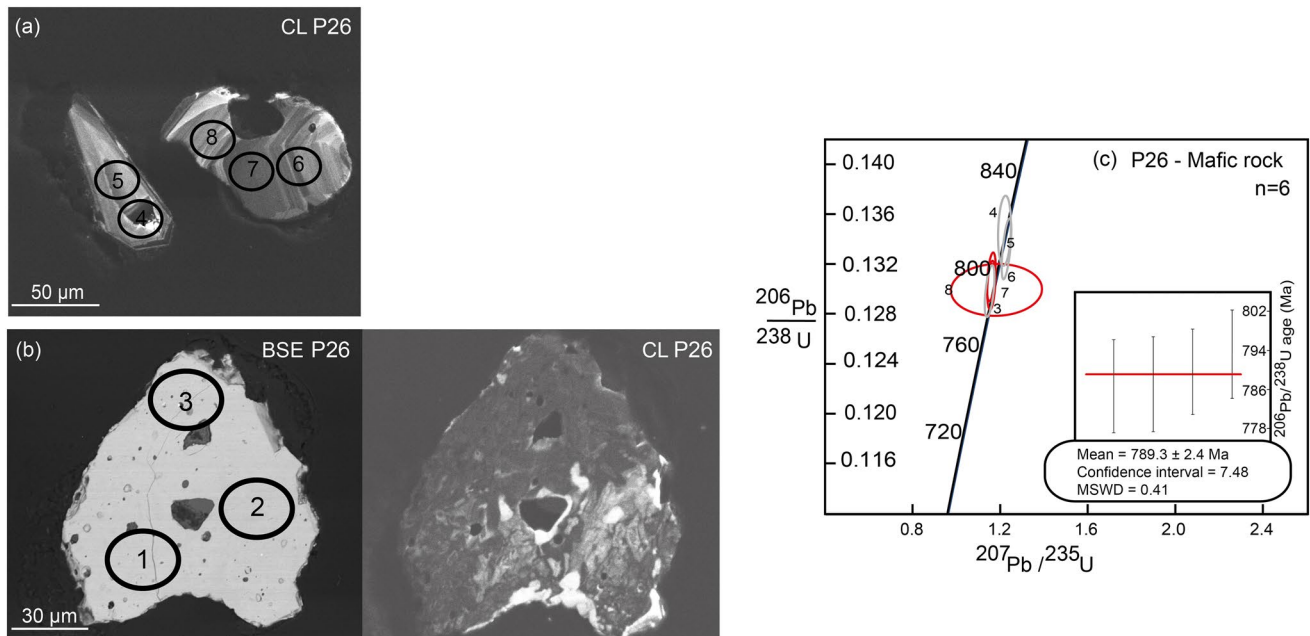 (a) CL P26
8
5 7 6
4
50 µm
(b) BSE P26 CL P26
3
2
1
30 µm
(c) P26 - Mafic rock
n=6
0.140
0.136
0.132
0.128
0.124
0.120
0.116
206Pb
238U
840
800
760
720
4
5
6
8 7
3
0.8 1.2 1.6 2.0 2.4
207Pb /235U
802
794
786
778
206Pb/238U age (Ma)
Mean = 789.3 ± 2.4 Ma
Confidence interval = 7.48
MSWD = 0.41